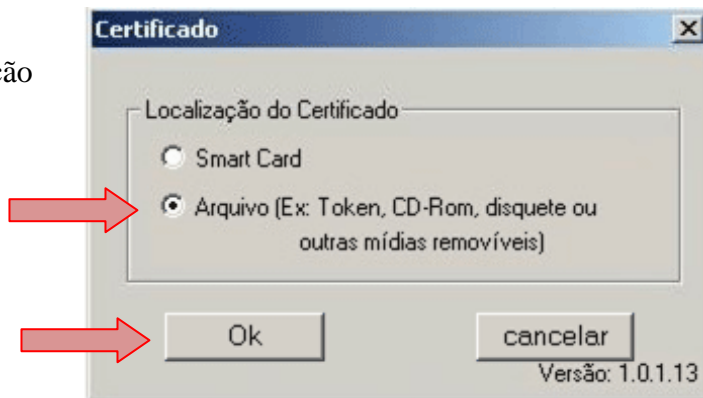 Certificado
Localização do Certificado
Smart Card
Arquivo (Ex: Token, CD-Rom, disquete ou
outras mídias removíveis)
Ok
cancelar
Versão: 1.0.1.13